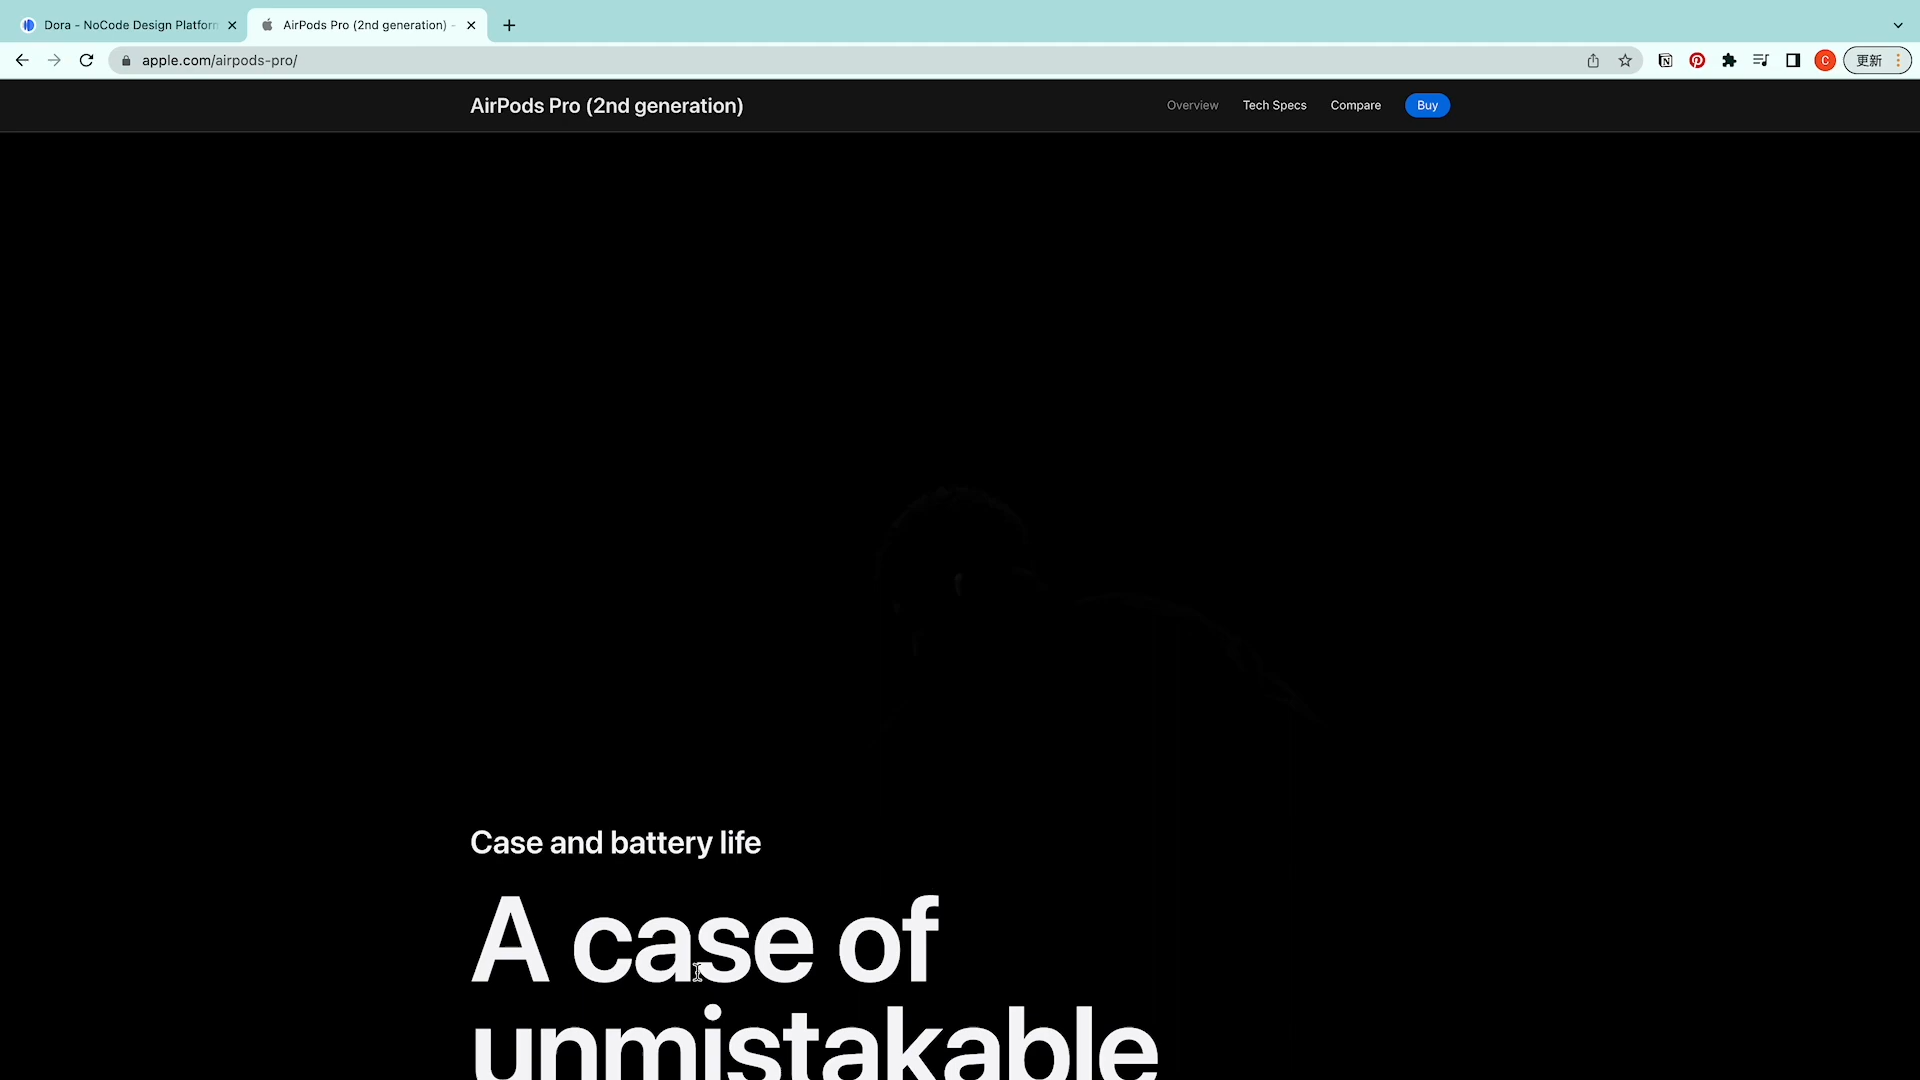 Dora - NoCode Design Platform
AirPods Pro (2nd generation) -
apple.com/airpods-pro/
C
更新
AirPods Pro (2nd generation)
Overview
Tech Specs
Compare
Buy
Case and battery life
A case of
unmistakable